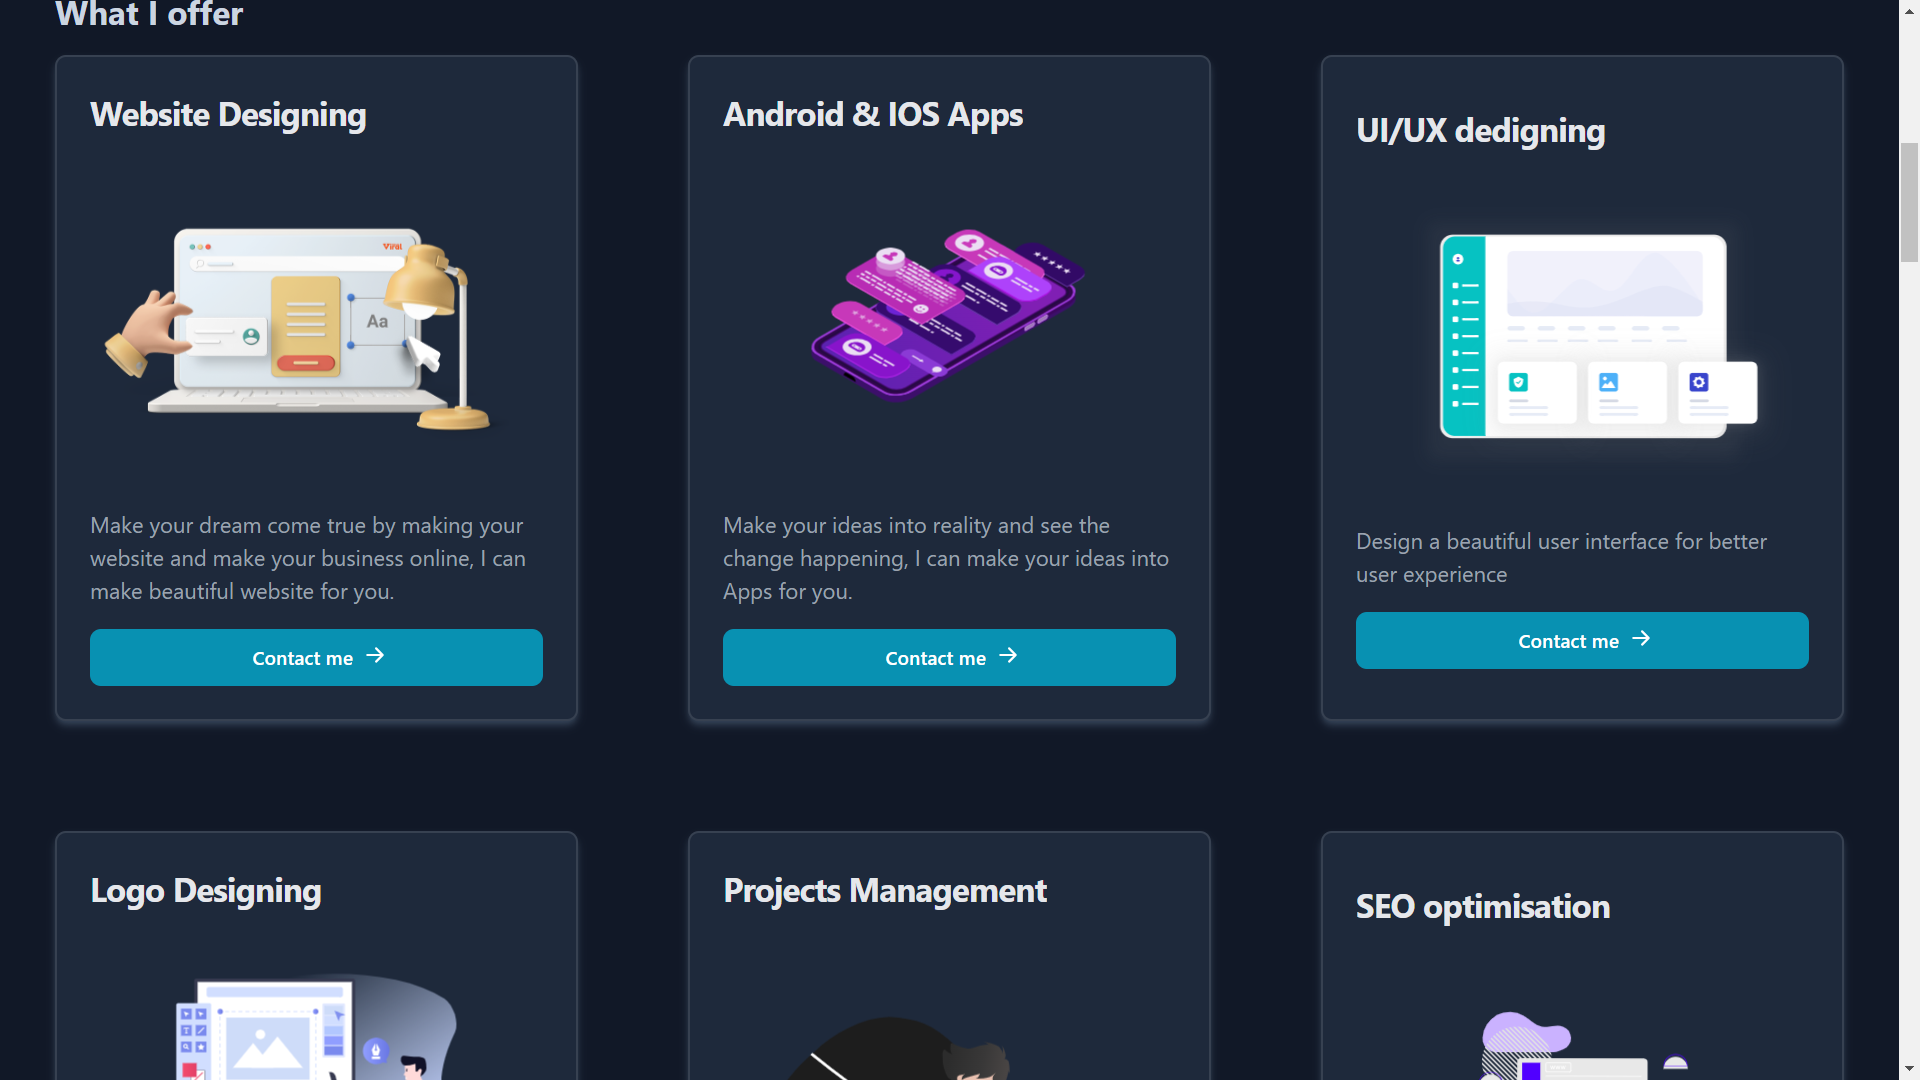 What I offer
Website Designing
Viral
Aa
Make your dream come true by making your
website and make your business online, I can
make beautiful website for you.
Contact me →
Android & IOS Apps
Make your ideas into reality and see the
change happening, I can make your ideas into
Apps for you.
Contact me →
UI/UX dedigning
Design a beautiful user interface for better
user experience
Contact me →
Logo Designing
T
Projects Management
SEO optimisation